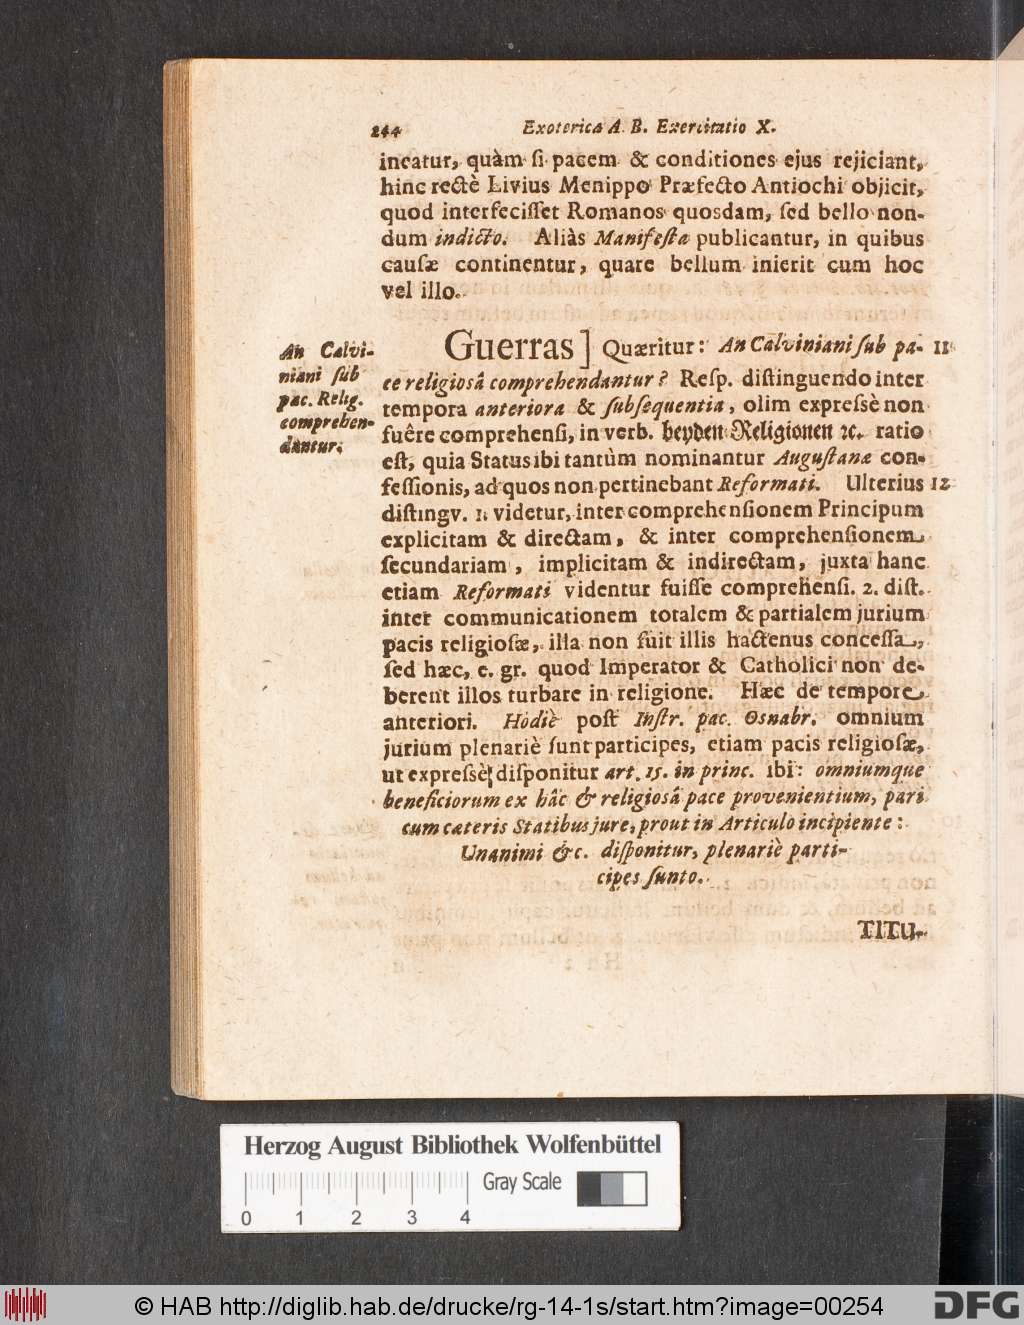 244 Exoterica A. B. Exercitatio X.
ineatur, quàm ſi pacem & conditiones ejus rejiciant,
hinc rectè Livius Menippo Præfecto Antiochi objicit,
quod interfeciſſet Romanos quosdam, ſed bello non-
dum indicto. Aliàs Manifeſta publicantur, in quibus
cauſæ continentur, quare bellum inierit cum hoc
vel illo.
An Calvi-
niani ſub
pac. Relig.
comprehen-
dantur.
Guerras] Quæritur: An Calviniani ſub pa- 11
ce religiosâ comprehendantur? Reſp. diſtinguendo inter
tempora anteriora & ſubſequentia, olim expreſsè non
fuêre comprehenſi, in verb. beyden Religionen ꝛc. ratio
eſt, quia Status ibi tantùm nominantur Auguſtanæ con-
feſſionis, ad quos non pertinebant Reformati. Ulterius 12
diſtingv. 1. videtur, inter comprehenſionem Principum
explicitam & directam, & inter comprehenſionem
ſecundariam, implicitam & indirectam, juxta hanc
etiam Reformati videntur fuiſſe comprehenſi. 2. diſt.
inter communicationem totalem & partialem jurium
pacis religioſæ, illa non fuit illis hactenus conceſſa,
ſed hæc, e. gr. quod Imperator & Catholici non de-
berent illos turbare in religione. Hæc de tempore
anteriori. Hodiè poſt Inſtr. pac. Osnabr. omnium
jurium plenariè ſunt participes, etiam pacis religioſæ,
ut expreſsè diſponitur art. 15. in princ. ibi: omniumque
beneficiorum ex hâc & religiosâ pace provenientium, pari
cum cæteris Statibus jure, prout in Articulo incipiente:
Unanimi &c. diſponitur, plenariè parti-
cipes ſunto.
TITU-
Herzog August Bibliothek Wolfenbüttel
Gray Scale
0 1 2 3 4
© HAB http://diglib.hab.de/drucke/rg-14-1s/start.htm?image=00254 DFG